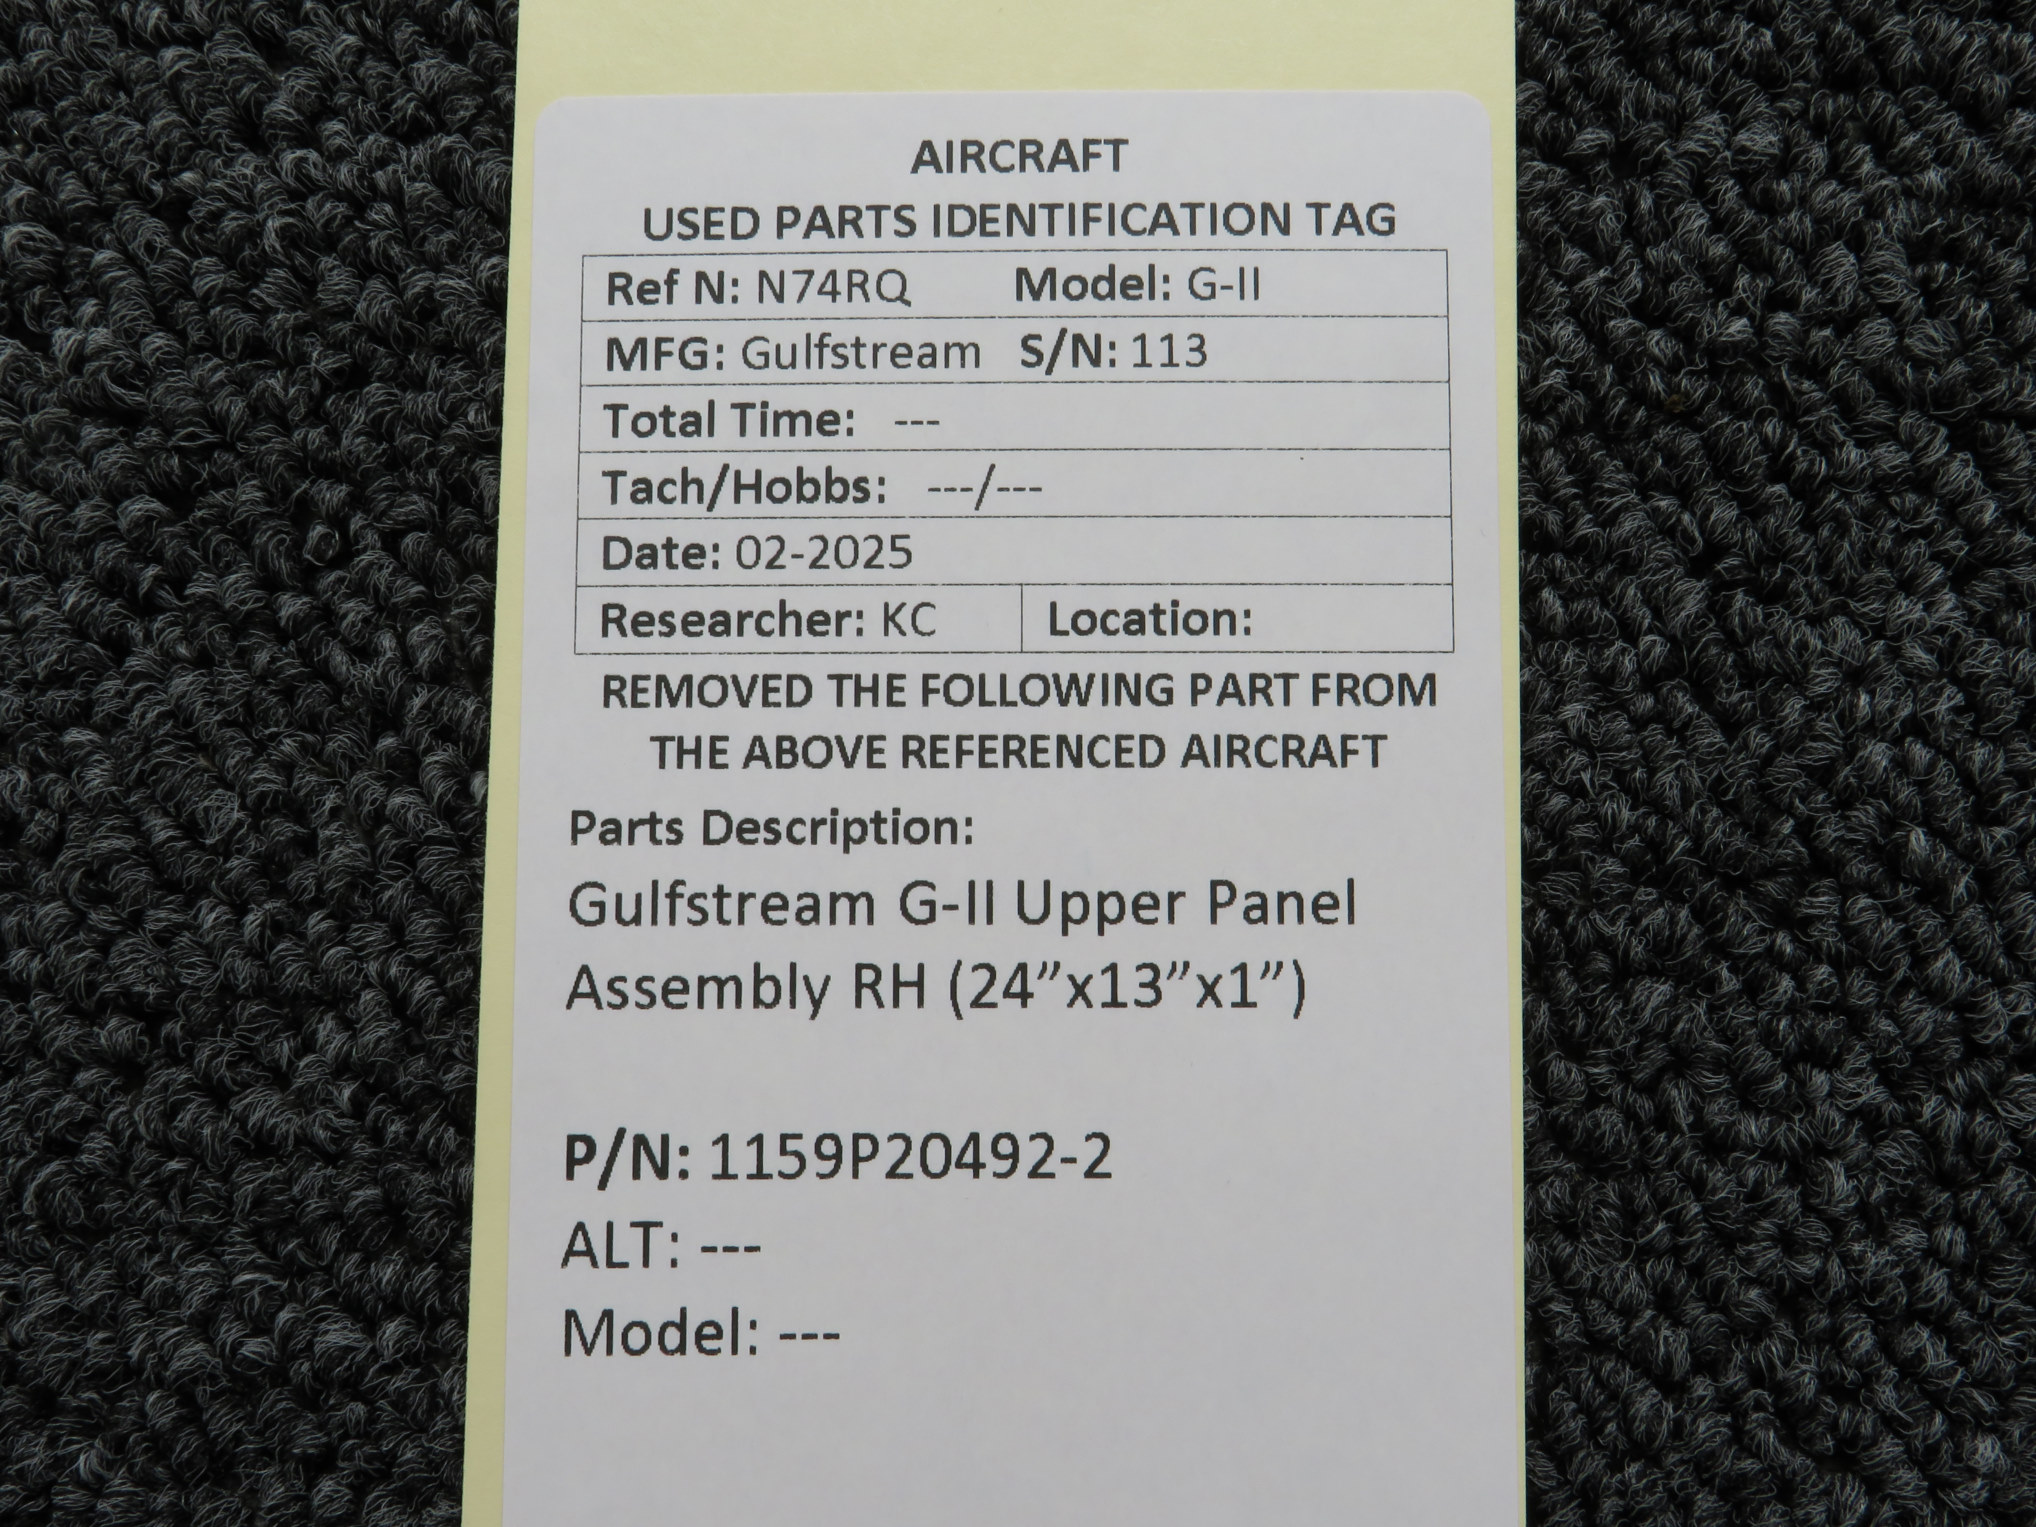 AIRCRAFT
USED PARTS IDENTIFICATION TAG
Ref N: N74RQ Model: G-II
MFG: Gulfstream S/N: 113
Total Time: ---
Tach/Hobbs: ---/---
Date: 02-2025
Researcher: KC Location:
REMOVED THE FOLLOWING PART FROM
THE ABOVE REFERENCED AIRCRAFT
Parts Description:
Gulfstream G-II Upper Panel
Assembly RH (24”x13”x1”)
P/N: 1159P20492-2
ALT: ---
Model: ---